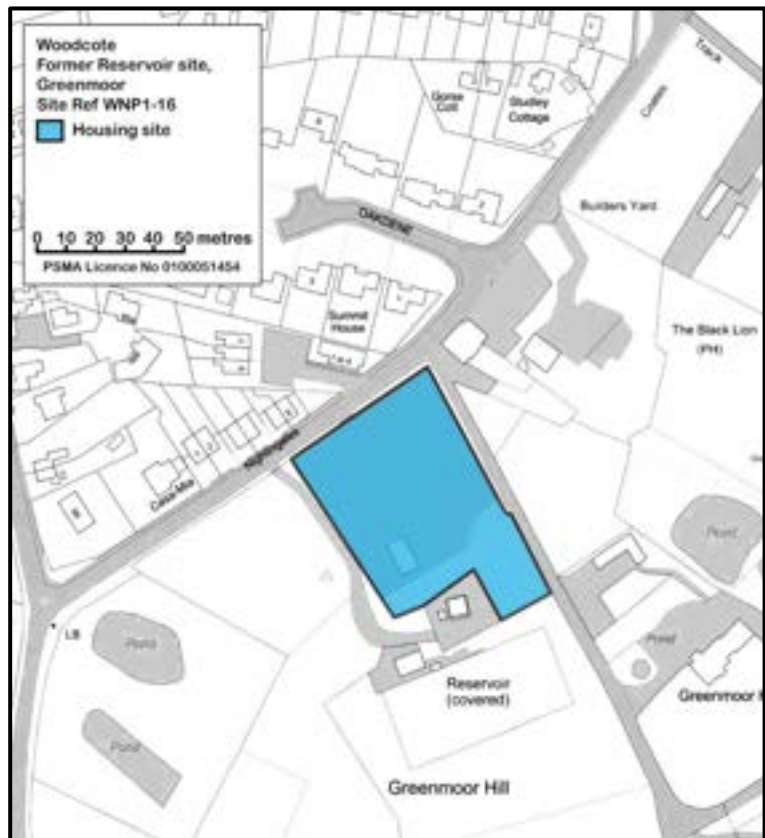 Woodcote
Former Reservoir site,
Greenmoor
Site Ref WNP1-16
Housing site
0 10 20 30 40 50 metres
PSMA Licence No 0100051454
Track
Gorse
Cott
Studley
Cottage
Builders Yard
OAKDENE
Summit
House
The Black Lion
(PH)
Nightingales
Casa-Mia
Pond
LB
Pond
Pond
Pond
Reservoir
(covered)
Greenmoor
Greenmoor Hill